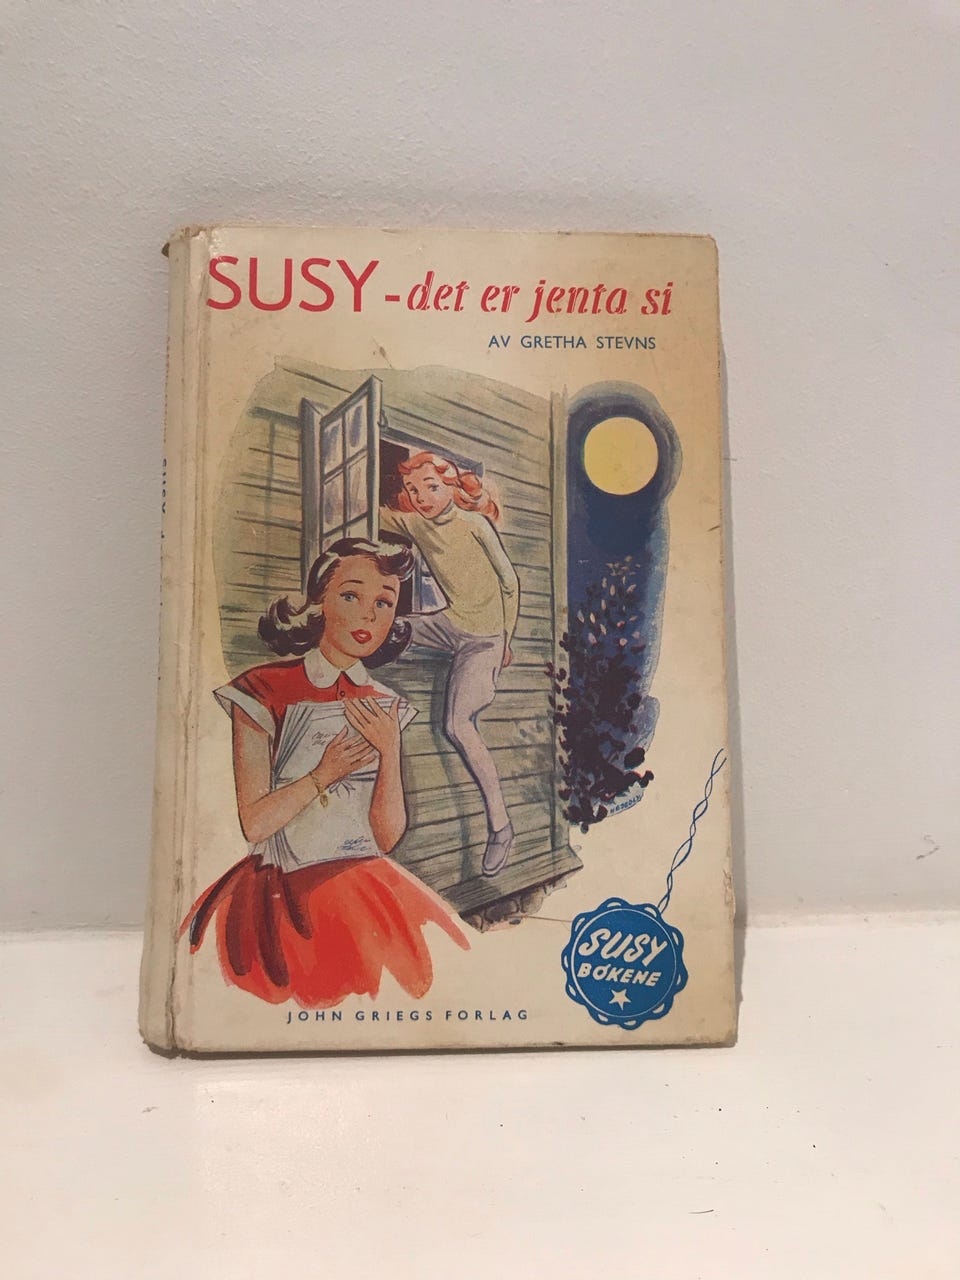 SUSY - det er jenta si
AV GRETHA STEVNS
SUSY
BØKENE
JOHN GRIEGS FORLAG